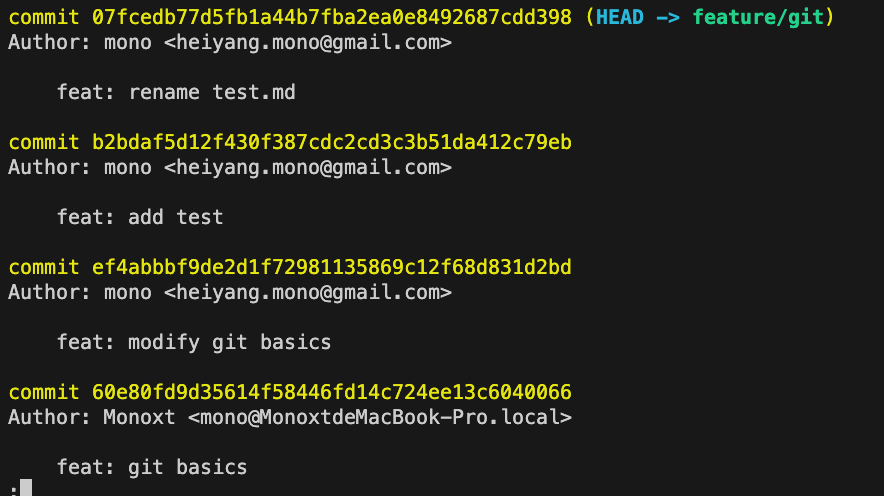 commit 07fcedb77d5fb1a44b7fba2ea0e8492687cdd398 (HEAD -> feature/git)
Author: mono <heiyang.mono@gmail.com>
feat: rename test.md
commit b2bdaf5d12f430f387cdc2cd3c3b51da412c79eb
Author: mono <heiyang.mono@gmail.com>
feat: add test
commit ef4abbbf9de2d1f72981135869c12f68d831d2bd
Author: mono <heiyang.mono@gmail.com>
feat: modify git basics
commit 60e80fd9d35614f58446fd14c724ee13c6040066
Author: Monoxt <mono@MonoxtdeMacBook-Pro.local>
feat: git basics
: